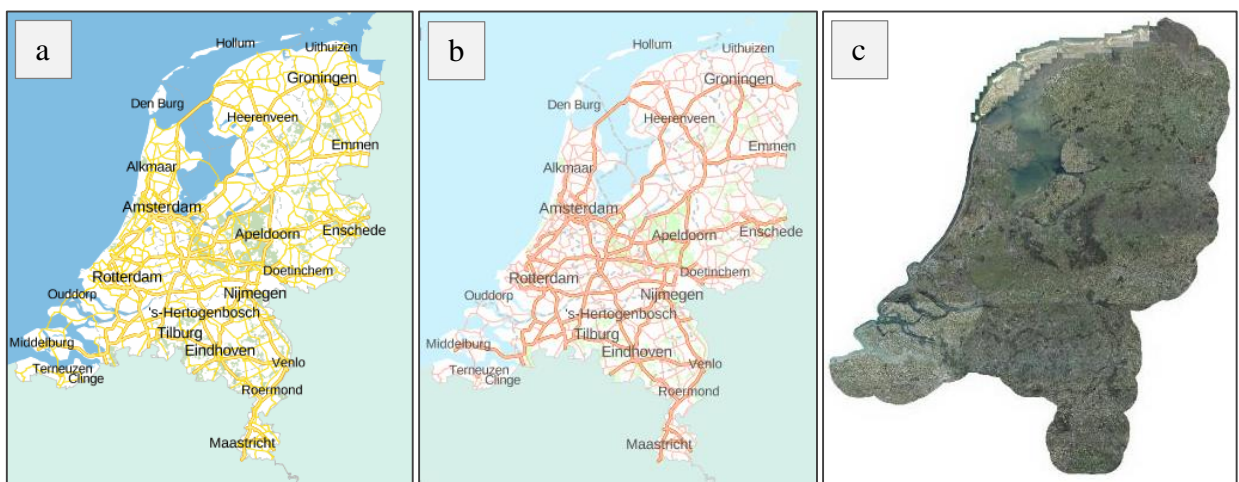 a
Hollum
Uithuizen
Groningen
Den Burg
Heerenveen
Emmen
Alkmaar
Amsterdam
Apeldoorn
Enschede
Rotterdam
Doetinchem
Ouddorp
Nijmegen
's-Hertogenbosch
Tilburg
Middelburg
Eindhoven
Venlo
Terneuzen
Clinge
Roermond
Maastricht
b
Hollum
Uithuizen
Groningen
Den Burg
Heerenveen
Emmen
Alkmaar
Amsterdam
Apeldoorn
Enschede
Rotterdam
Doetinchem
Ouddorp
Nijmegen
's-Hertogenbosch
Tilburg
Middelburg
Eindhoven
Venlo
Terneuzen
Clinge
Roermond
Maastricht
c